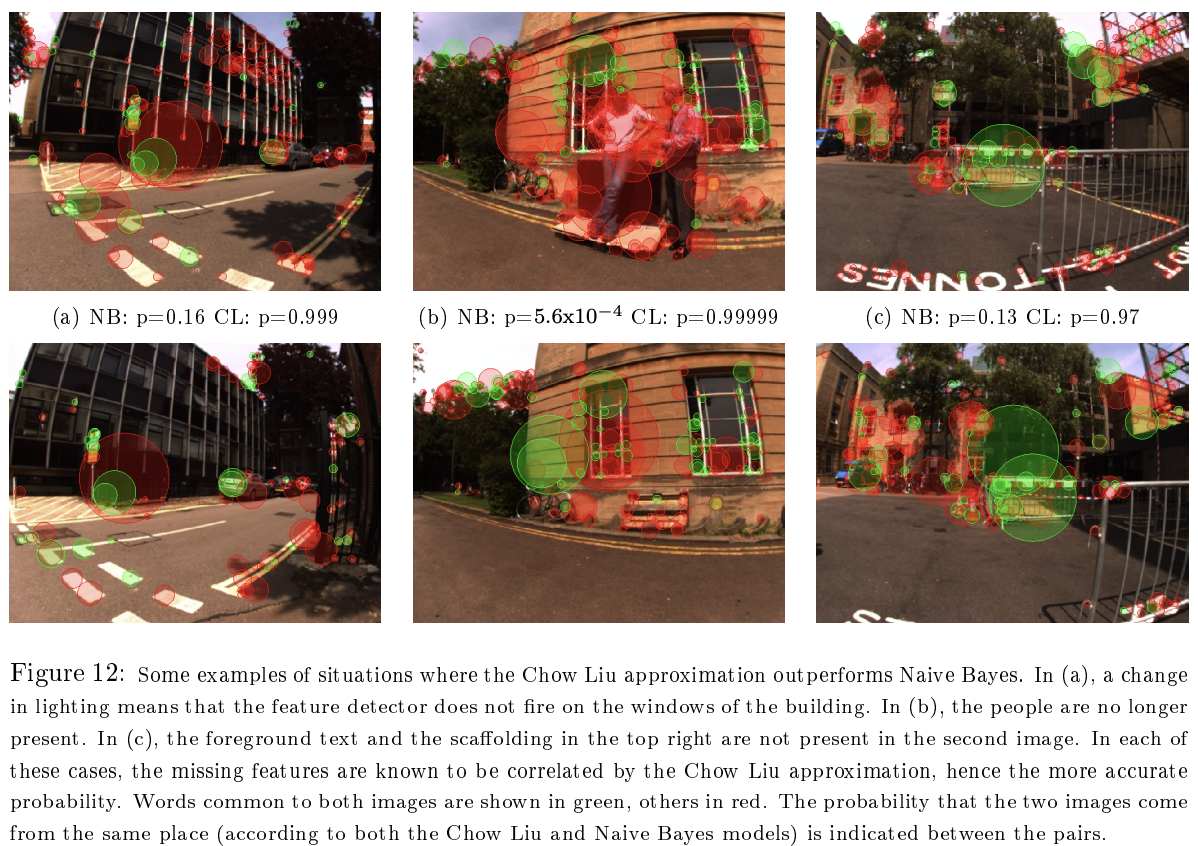 TONNES
(a) NB: p=0.16 CL: p=0.999
(b) NB: p=5.6x10⁻⁴ CL: p=0.99999
(c) NB: p=0.13 CL: p=0.97
Figure 12: Some examples of situations where the Chow Liu approximation outperforms Naive Bayes. In (a), a change
in lighting means that the feature detector does not fire on the windows of the building. In (b), the people are no longer
present. In (c), the foreground text and the scaffolding in the top right are not present in the second image. In each of
these cases, the missing features are known to be correlated by the Chow Liu approximation, hence the more accurate
probability. Words common to both images are shown in green, others in red. The probability that the two images come
from the same place (according to both the Chow Liu and Naive Bayes models) is indicated between the pairs.